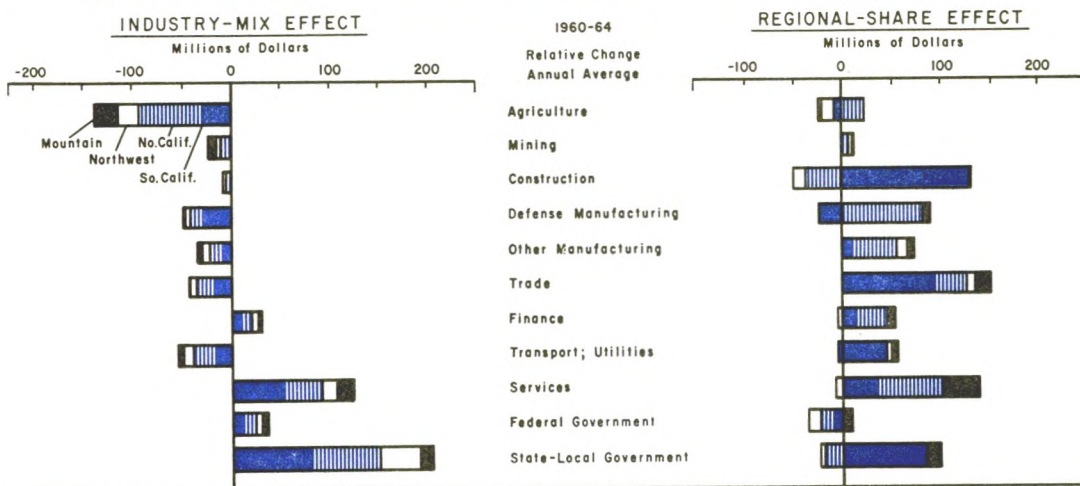 INDUSTRY-MIX EFFECT
Millions of Dollars
-200 -100 0 100 200
Mountain
Northwest
No.Calif.
So.Calif.
1960-64
Relative Change
Annual Average
Agriculture
Mining
Construction
Defense Manufacturing
Other Manufacturing
Trade
Finance
Transport; Utilities
Services
Federal Government
State-Local Government
REGIONAL-SHARE EFFECT
Millions of Dollars
-100 0 100 200